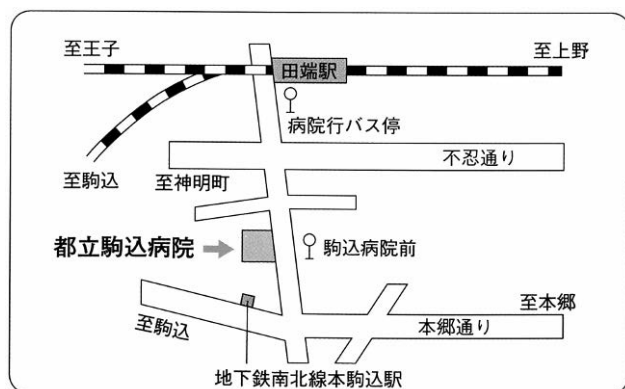 至王子
至上野
田端駅
病院行バス停
不忍通り
至駒込
至神明町
都立駒込病院
駒込病院前
至本郷
至駒込
本郷通り
地下鉄南北線本駒込駅